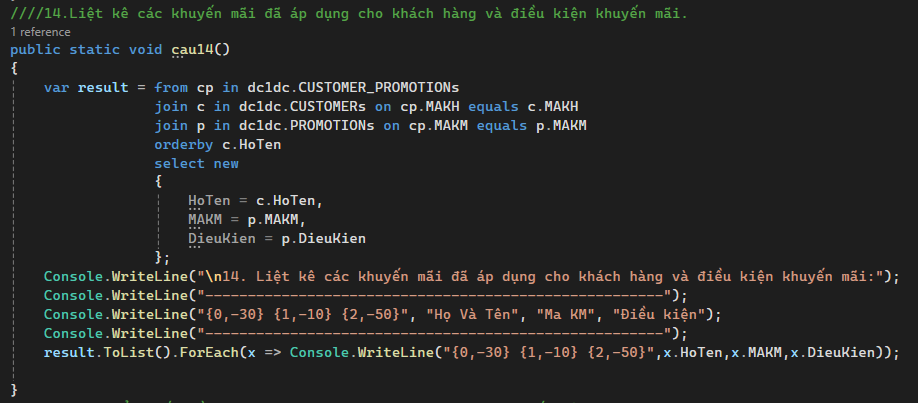 ////14.Liệt kê các khuyến mãi đã áp dụng cho khách hàng và điều kiện khuyến mãi.
1 reference
public static void cau14()
{
var result = from cp in dc1dc.CUSTOMER_PROMOTIONs
join c in dc1dc.CUSTOMERs on cp.MAKH equals c.MAKH
join p in dc1dc.PROMOTIONs on cp.MAKM equals p.MAKM
orderby c.HoTen
select new
{
HoTen = c.HoTen,
MAKM = p.MAKM,
DieuKien = p.DieuKien
};
Console.WriteLine("\n14. Liệt kê các khuyến mãi đã áp dụng cho khách hàng và điều kiện khuyến mãi:");
Console.WriteLine("------------------------------------------------------");
Console.WriteLine("{0,-30} {1,-10} {2,-50}", "Họ Và Tên", "Ma KM", "Điều kiện");
Console.WriteLine("------------------------------------------------------");
result.ToList().ForEach(x => Console.WriteLine("{0,-30} {1,-10} {2,-50}",x.HoTen,x.MAKM,x.DieuKien));
}